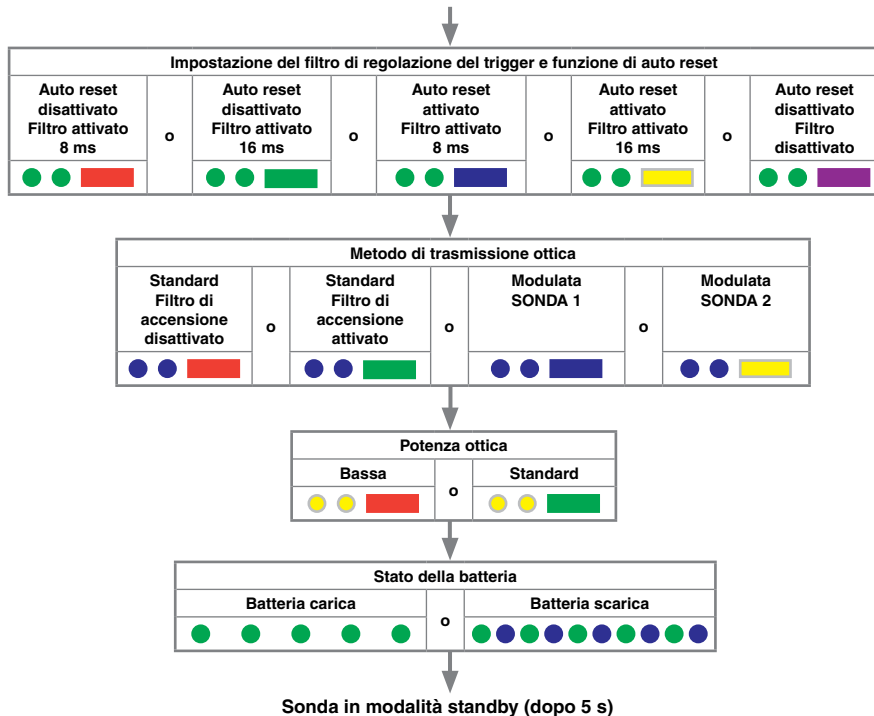 Impostazione del filtro di regolazione del trigger e funzione di auto reset
Auto reset
disattivato
Filtro attivato
8 ms
o
Auto reset
disattivato
Filtro attivato
16 ms
o
Auto reset
attivato
Filtro attivato
8 ms
o
Auto reset
attivato
Filtro attivato
16 ms
o
Auto reset
disattivato
Filtro
disattivato
Metodo di trasmissione ottica
Standard
Filtro di
accensione
disattivato
o
Standard
Filtro di
accensione
attivato
o
Modulata
SONDA 1
o
Modulata
SONDA 2
Potenza ottica
Bassa
o
Standard
Stato della batteria
Batteria carica
o
Batteria scarica
Sonda in modalità standby (dopo 5 s)